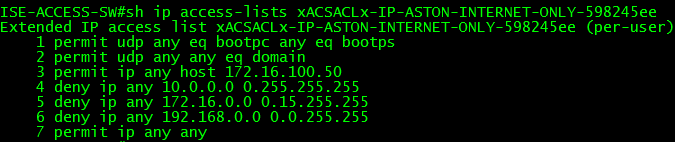 ISE-ACCESS-SW#sh ip access-lists xACSACLx-IP-ASTON-INTERNET-ONLY-598245ee
Extended IP access list xACSACLx-IP-ASTON-INTERNET-ONLY-598245ee (per-user)
1 permit udp any eq bootpc any eq bootps
2 permit udp any any eq domain
3 permit ip any host 172.16.100.50
4 deny ip any 10.0.0.0 0.255.255.255
5 deny ip any 172.16.0.0 0.15.255.255
6 deny ip any 192.168.0.0 0.0.255.255
7 permit ip any any